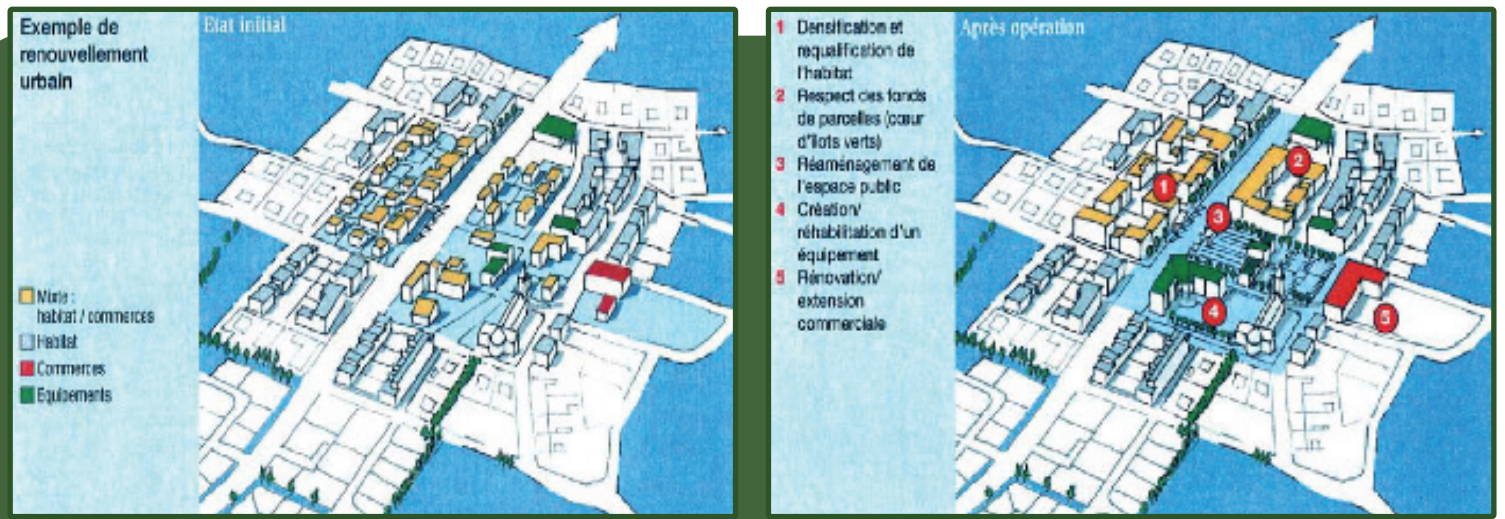 Exemple de
renouvellement
urbain
Etat initial
Mixte :
habitat / commerces
Habitat
Commerces
Equipements
Après opération
1 Densification et
requalification de
l'habitat
2 Respect des fonds
de parcelles (cœur
d'îlots verts)
3 Réaménagement de
l'espace public
4 Création/
réhabilitation d'un
équipement
5 Rénovation/
extension
commerciale
1
2
3
4
5